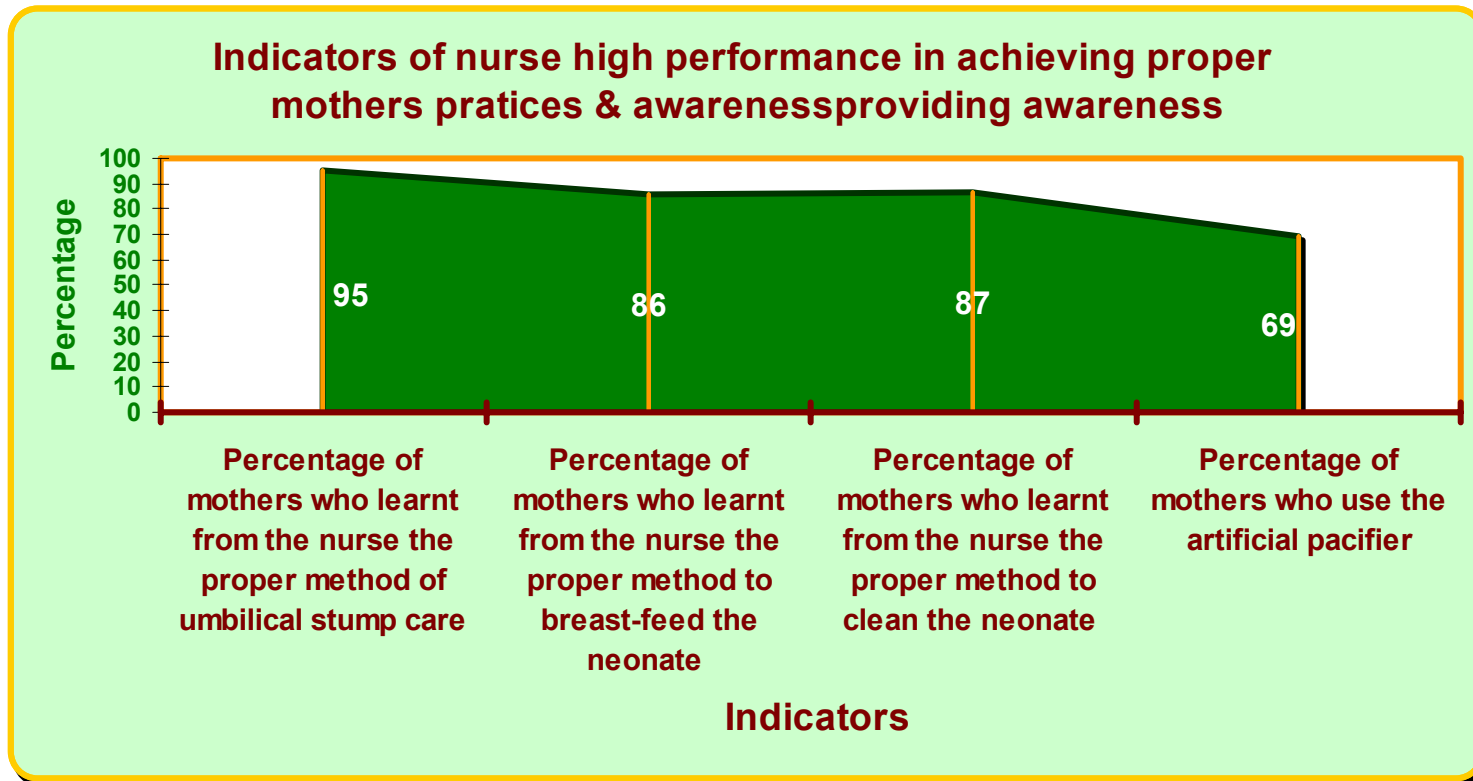 Indicators of nurse high performance in achieving proper
mothers pratices & awarenessproviding awareness
Percentage
100
90
80
70
60
50
40
30
20
10
0
95
86
87
69
Percentage of
mothers who learnt
from the nurse the
proper method of
umbilical stump care
Percentage of
mothers who learnt
from the nurse the
proper method to
breast-feed the
neonate
Percentage of
mothers who learnt
from the nurse the
proper method to
clean the neonate
Percentage of
mothers who use the
artificial pacifier
Indicators